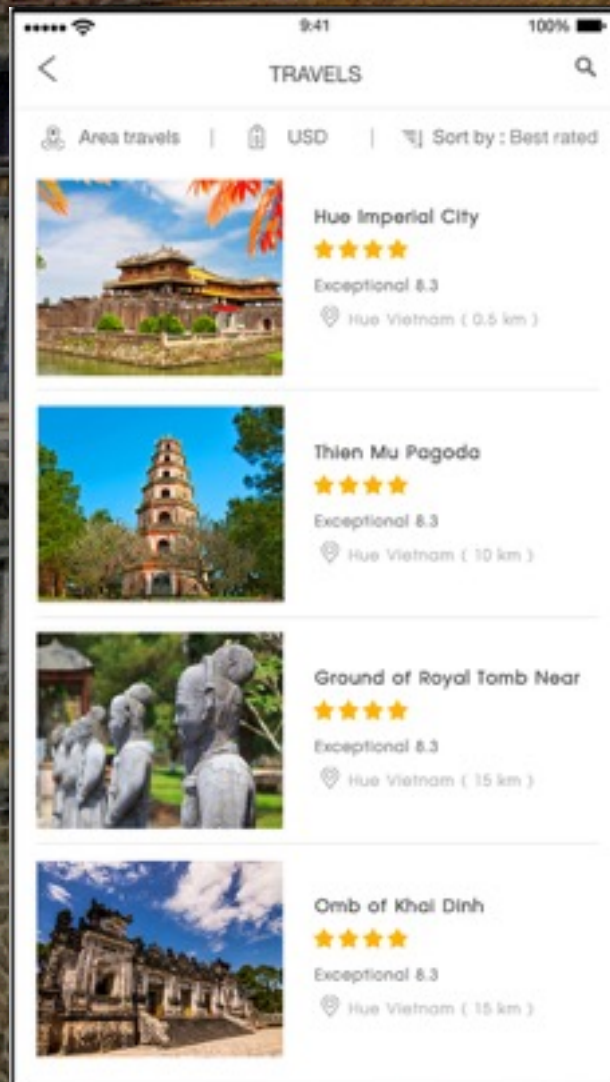 9:41
100%
TRAVELS
Area travels | USD | Sort by : Best rated
Hue Imperial City
Exceptional 8.3
Hue Vietnam ( 0.5 km )
Thien Mu Pagoda
Exceptional 8.3
Hue Vietnam ( 10 km )
Ground of Royal Tomb Near
Exceptional 8.3
Hue Vietnam ( 15 km )
Omb of Khai Dinh
Exceptional 8.3
Hue Vietnam ( 15 km )